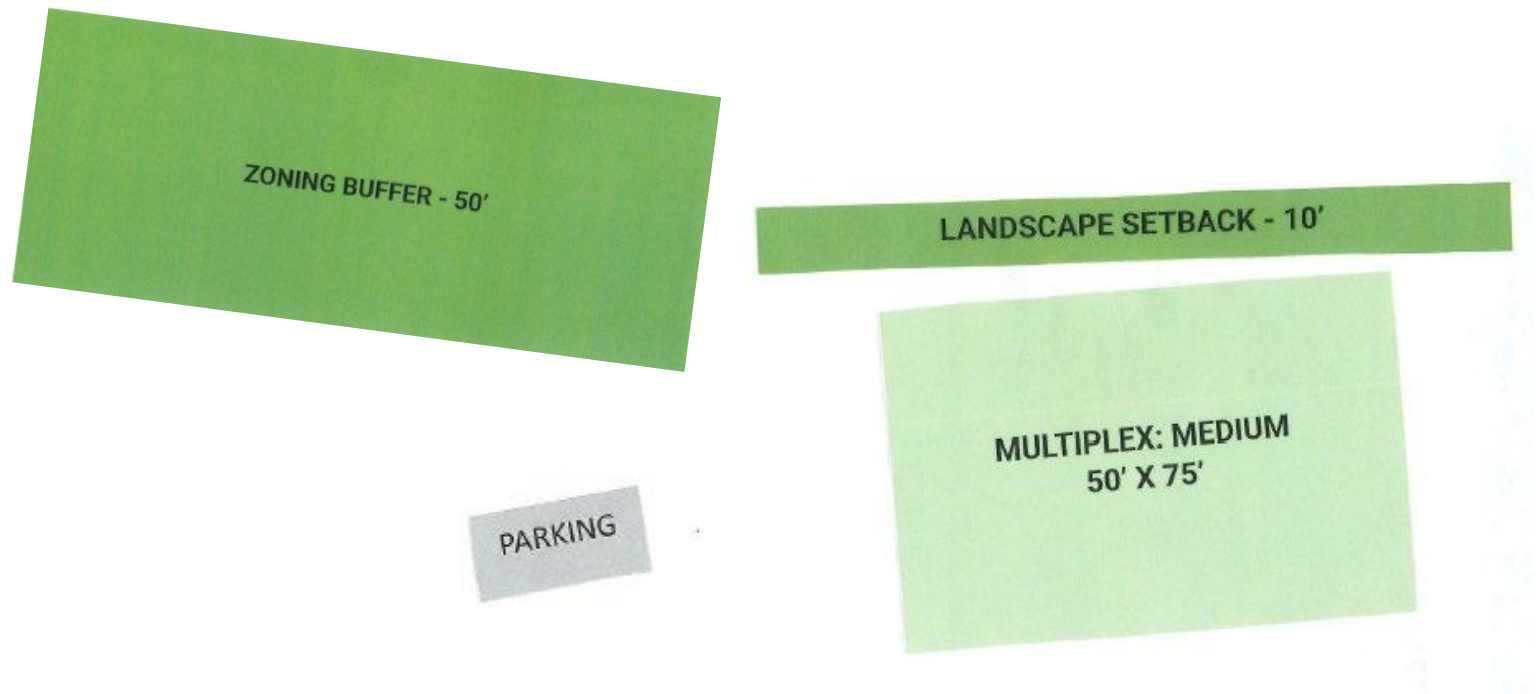 ZONING BUFFER - 50′
LANDSCAPE SETBACK - 10′
MULTIPLEX: MEDIUM
50′ X 75′
PARKING